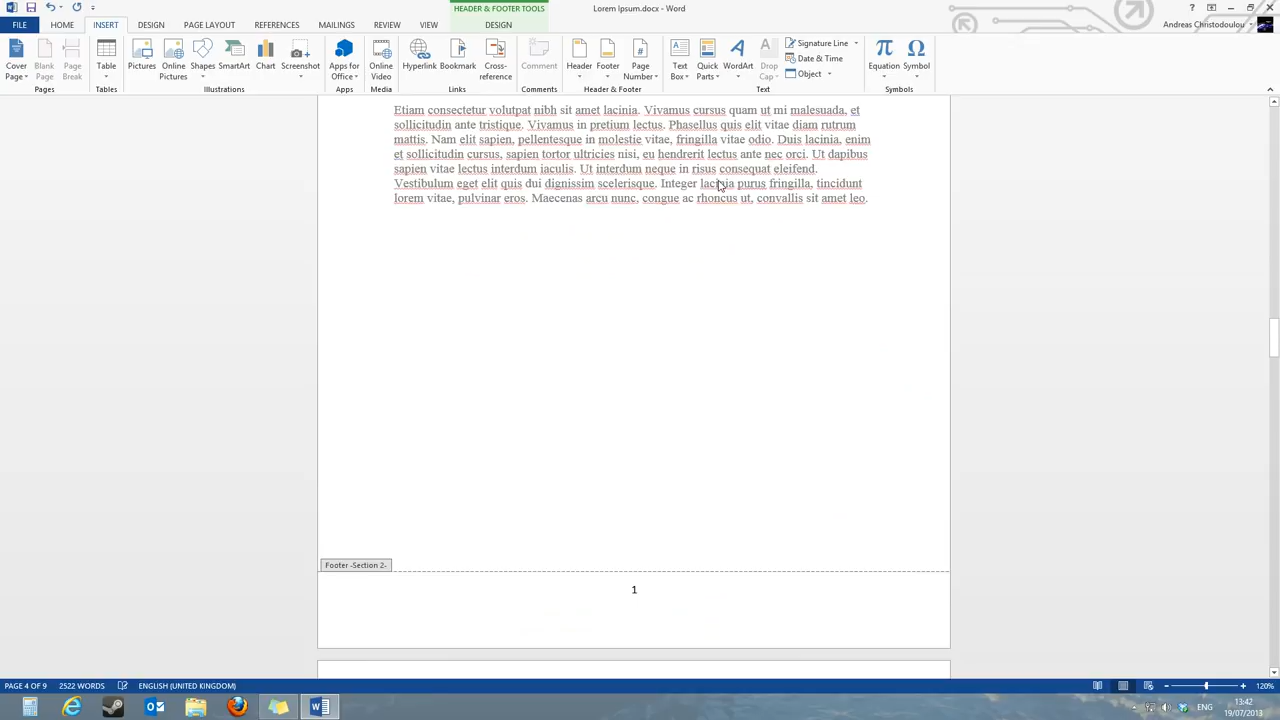 HEADER & FOOTER TOOLS
Lorem Ipsum.docx - Word
FILE HOME INSERT DESIGN PAGE LAYOUT REFERENCES MAILINGS REVIEW VIEW DESIGN
Andreas Christodoulou
Cover Page
Blank Page
Page Break
Table
Pictures
Online Pictures
Shapes
SmartArt
Chart
Screenshot
Apps for Office
Online Video
Hyperlink
Bookmark
Cross-reference
Comment
Header
Footer
Page Number
Text Box
Quick Parts
WordArt
Drop Cap
Signature Line
Date & Time
Object
Equation
Symbol
Pages Tables Illustrations Apps Media Links Comments Header & Footer Text Symbols
Etiam consectetur volutpat nibh sit amet lacinia. Vivamus cursus quam ut mi malesuada, et
sollicitudin ante tristique. Vivamus in pretium lectus. Phasellus quis elit vitae diam rutrum
mattis. Nam elit sapien, pellentesque in molestie vitae, fringilla vitae odio. Duis lacinia, enim
et sollicitudin cursus, sapien tortor ultricies nisi, eu hendrerit lectus ante nec orci. Ut dapibus
sapien vitae lectus interdum iaculis. Ut interdum neque in risus consequat eleifend.
Vestibulum eget elit quis dui dignissim scelerisque. Integer lacinia purus fringilla, tincidunt
lorem vitae, pulvinar eros. Maecenas arcu nunc, congue ac rhoncus ut, convallis sit amet leo.
Footer -Section 2-
1
PAGE 4 OF 9 2522 WORDS ENGLISH (UNITED KINGDOM) 120%
ENG
13:42
19/07/2013